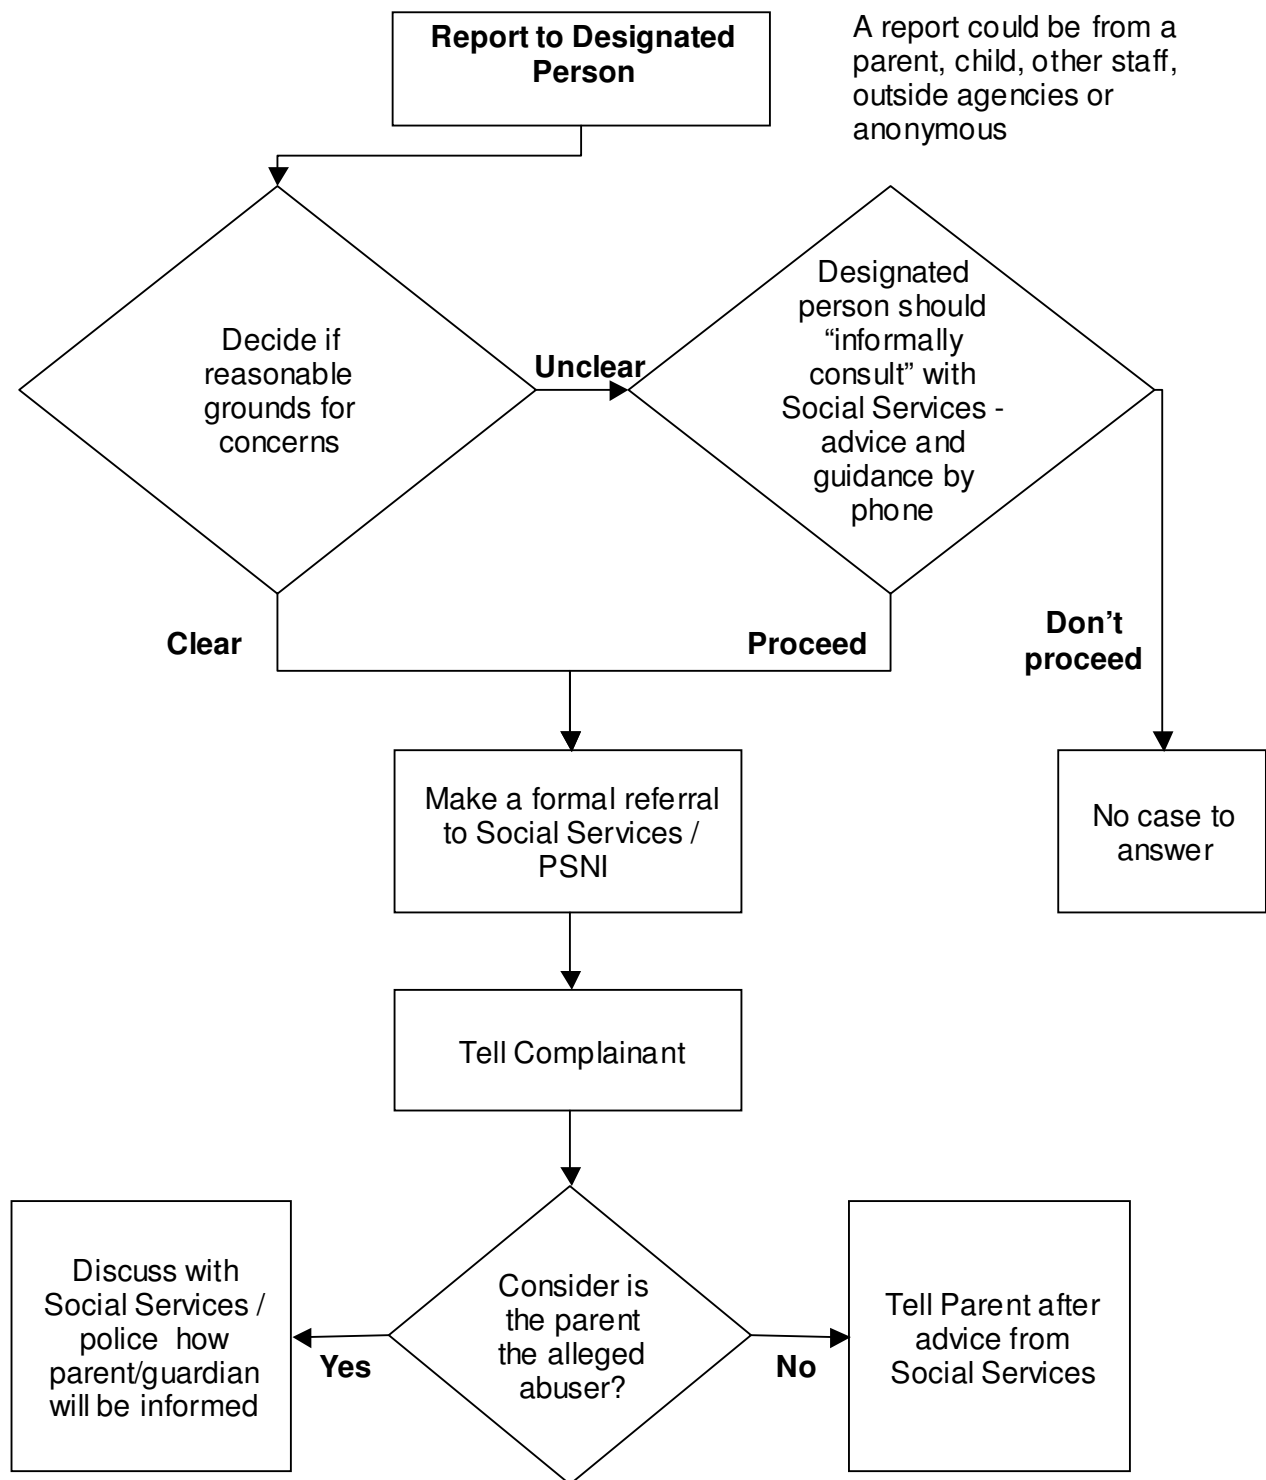 Report to Designated
Person
A report could be from a
parent, child, other staff,
outside agencies or
anonymous
Decide if
reasonable
grounds for
concerns
Unclear
Designated
person should
“informally
consult” with
Social Services -
advice and
guidance by
phone
Clear
Proceed
Don’t
proceed
Make a formal referral
to Social Services /
PSNI
No case to
answer
Tell Complainant
Discuss with
Social Services /
police how
parent/guardian
will be informed
Yes
Consider is
the parent
the alleged
abuser?
No
Tell Parent after
advice from
Social Services